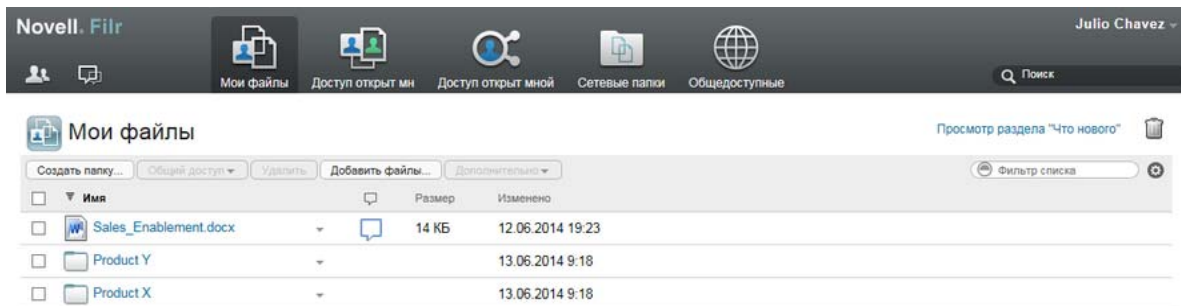 Novell. Filr
Julio Chavez
Мои файлы
Доступ открыт мн
Доступ открыт мной
Сетевые папки
Общедоступные
Поиск
Мои файлы
Просмотр раздела "Что нового"
Создать папку... Общий доступ Удалить Добавить файлы... Дополнительно Фильтр списка
Имя Размер Изменено
Sales_Enablement.docx 14 КБ 12.06.2014 19:23
Product Y 13.06.2014 9:18
Product X 13.06.2014 9:18